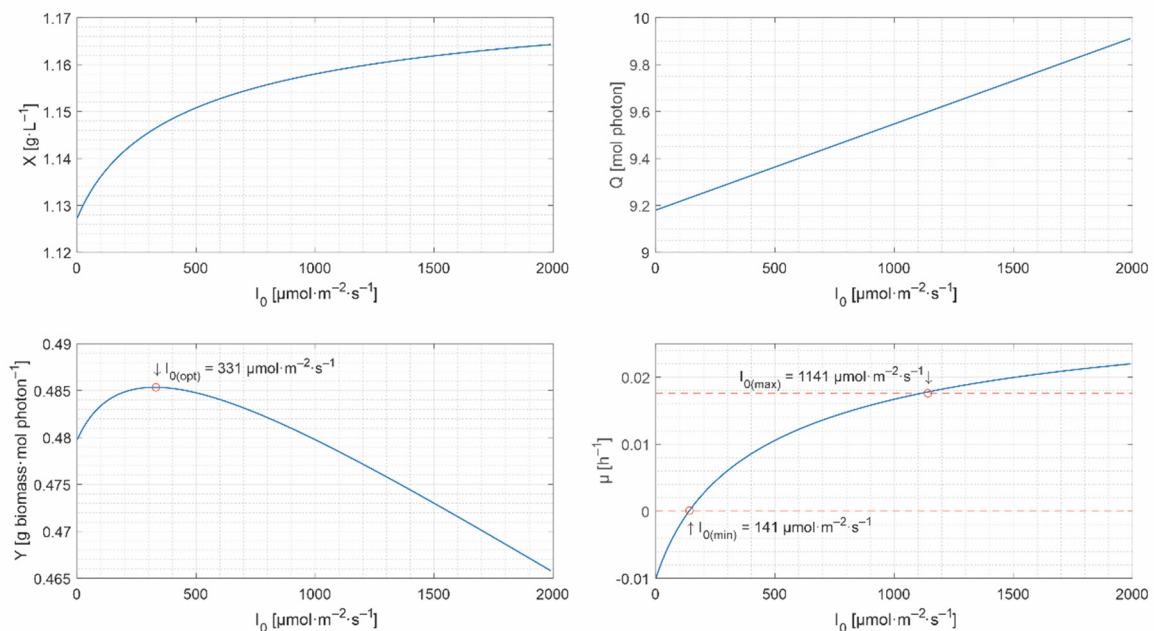 1.17
1.16
1.15
1.14
1.13
1.12
X [g·L⁻¹]
0 500 1000 1500 2000
I₀ [µmol·m⁻²·s⁻¹]
10
9.8
9.6
9.4
9.2
9
Q [mol photon]
0 500 1000 1500 2000
I₀ [µmol·m⁻²·s⁻¹]
0.49
0.485
0.48
0.475
0.47
0.465
Y [g biomass·mol photon⁻¹]
↓ I₀₍opt₎ = 331 µmol·m⁻²·s⁻¹
0 500 1000 1500 2000
I₀ [µmol·m⁻²·s⁻¹]
0.02
0.01
0
-0.01
µ [h⁻¹]
I₀₍max₎ = 1141 µmol·m⁻²·s⁻¹↓
↑ I₀₍min₎ = 141 µmol·m⁻²·s⁻¹
0 500 1000 1500 2000
I₀ [µmol·m⁻²·s⁻¹]